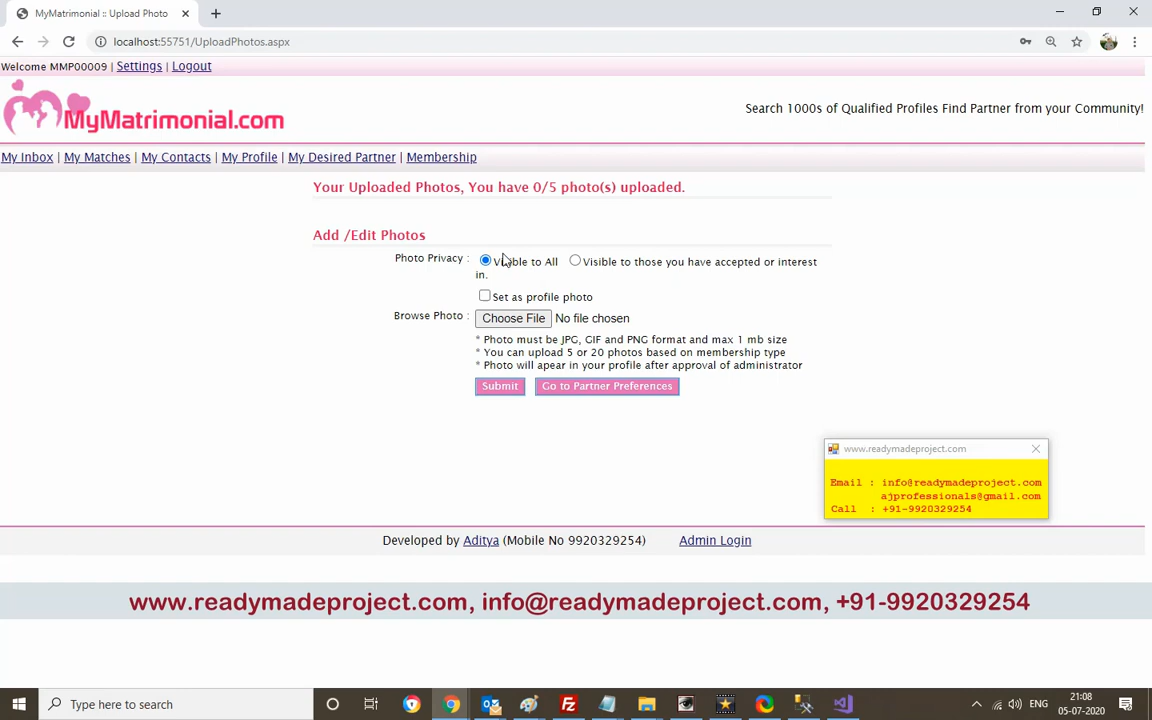 MyMatrimonial :: Upload Photo
localhost:55751/UploadPhotos.aspx
Welcome MMP00009 Settings Logout
MyMatrimonial.com
Search 1000s of Qualified Profiles Find Partner from your Community!
My Inbox | My Matches | My Contacts | My Profile | My Desired Partner | Membership
Your Uploaded Photos, You have 0/5 photo(s) uploaded.
Add /Edit Photos
Photo Privacy : Visible to All Visible to those you have accepted or interest
in.
Set as profile photo
Browse Photo : Choose File No file chosen
* Photo must be JPG, GIF and PNG format and max 1 mb size
* You can upload 5 or 20 photos based on membership type
* Photo will apear in your profile after approval of administrator
Submit Go to Partner Preferences
www.readymadeproject.com
Email : info@readymadeproject.com
ajprofessionals@gmail.com
Call : +91-9920329254
Developed by Aditya (Mobile No 9920329254) Admin Login
www.readymadeproject.com, info@readymadeproject.com, +91-9920329254
Type here to search
ENG
21:08
05-07-2020